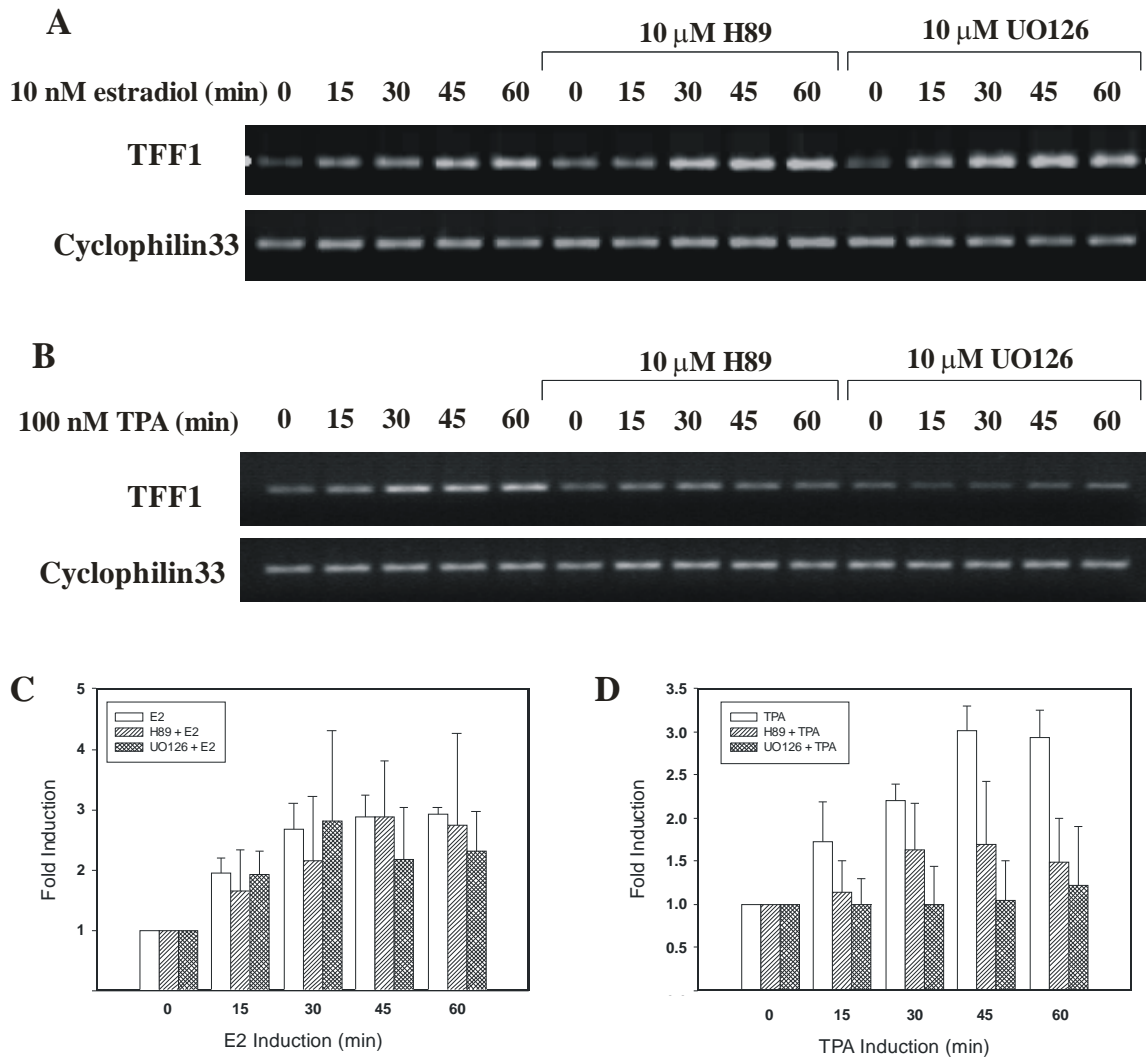 A
10 μM H89 10 μM UO126
10 nM estradiol (min) 0 15 30 45 60 0 15 30 45 60 0 15 30 45 60
TFF1
Cyclophilin33
B
10 μM H89 10 μM UO126
100 nM TPA (min) 0 15 30 45 60 0 15 30 45 60 0 15 30 45 60
TFF1
Cyclophilin33
C
5
4
3
2
1
Fold Induction
E2
H89 + E2
UO126 + E2
0 15 30 45 60
E2 Induction (min)
D
3.5
3.0
2.5
2.0
1.5
1.0
0.5
Fold Induction
TPA
H89 + TPA
UO126 + TPA
0 15 30 45 60
TPA Induction (min)